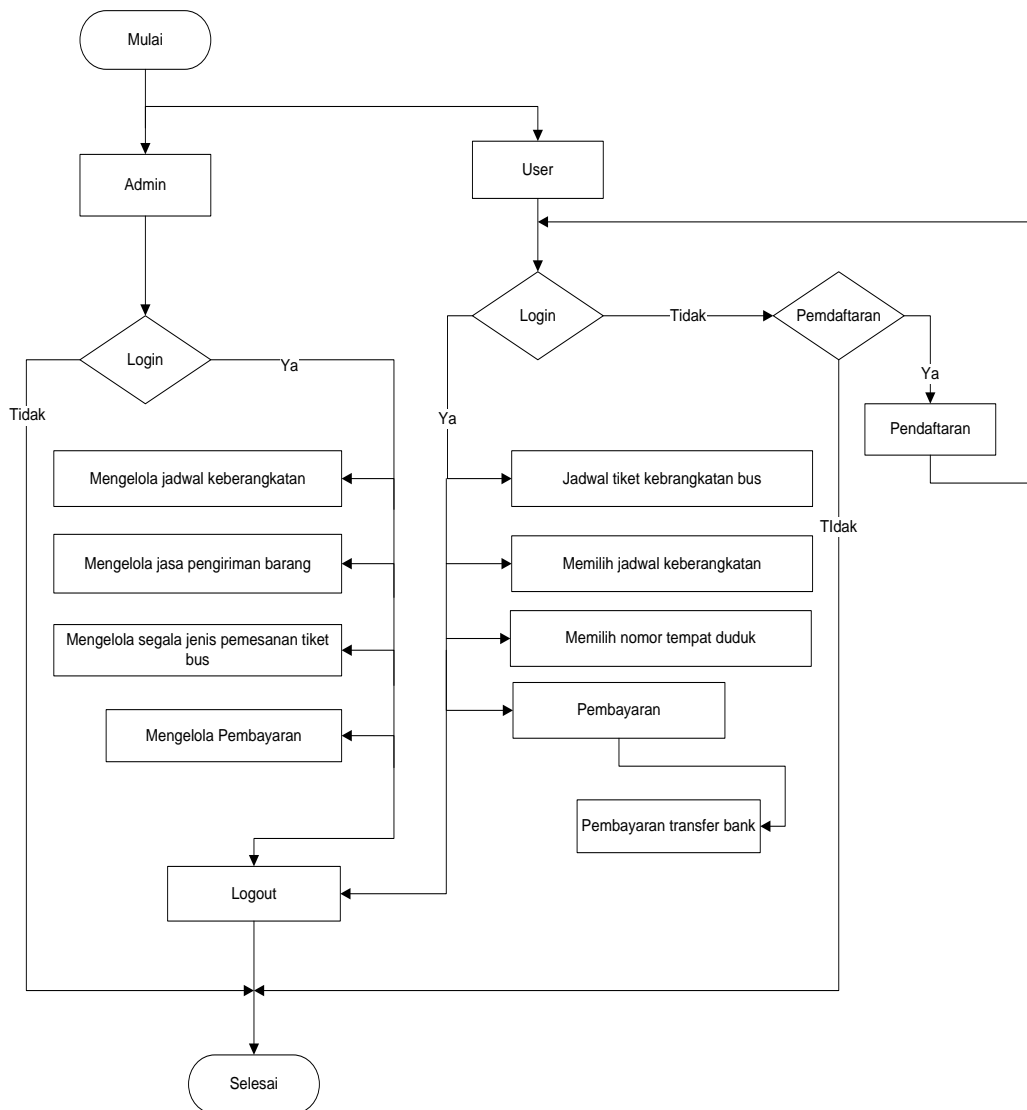 Mulai
Admin
User
Login
Tidak
Pemdaftaran
Login
Ya
Tidak
Ya
Ya
Pendaftaran
Mengelola jadwal keberangkatan
Jadwal tiket kebrangkatan bus
TIdak
Mengelola jasa pengiriman barang
Memilih jadwal keberangkatan
Mengelola segala jenis pemesanan tiket
bus
Memilih nomor tempat duduk
Mengelola Pembayaran
Pembayaran
Pembayaran transfer bank
Logout
Selesai